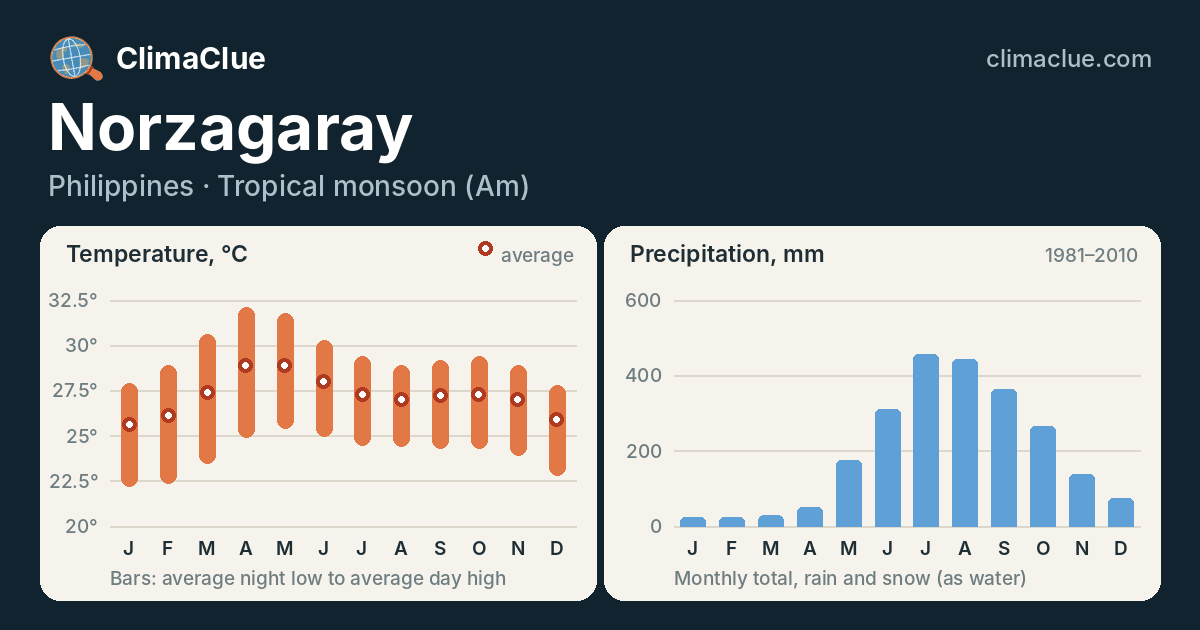 ClimaClue
climaclue.com
Norzagaray
Philippines · Tropical monsoon (Am)
Temperature, °C
average
32.5°
30°
27.5°
25°
22.5°
20°
J F M A M J J A S O N D
Bars: average night low to average day high
Precipitation, mm
1981–2010
600
400
200
0
J F M A M J J A S O N D
Monthly total, rain and snow (as water)